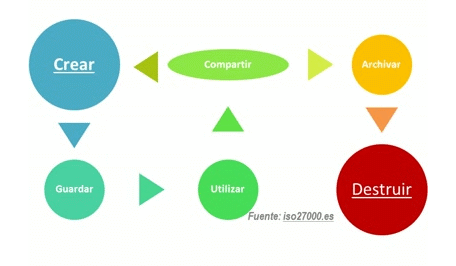 Crear
Compartir
Archivar
Guardar
Utilizar
Destruir
Fuente: iso27000.es